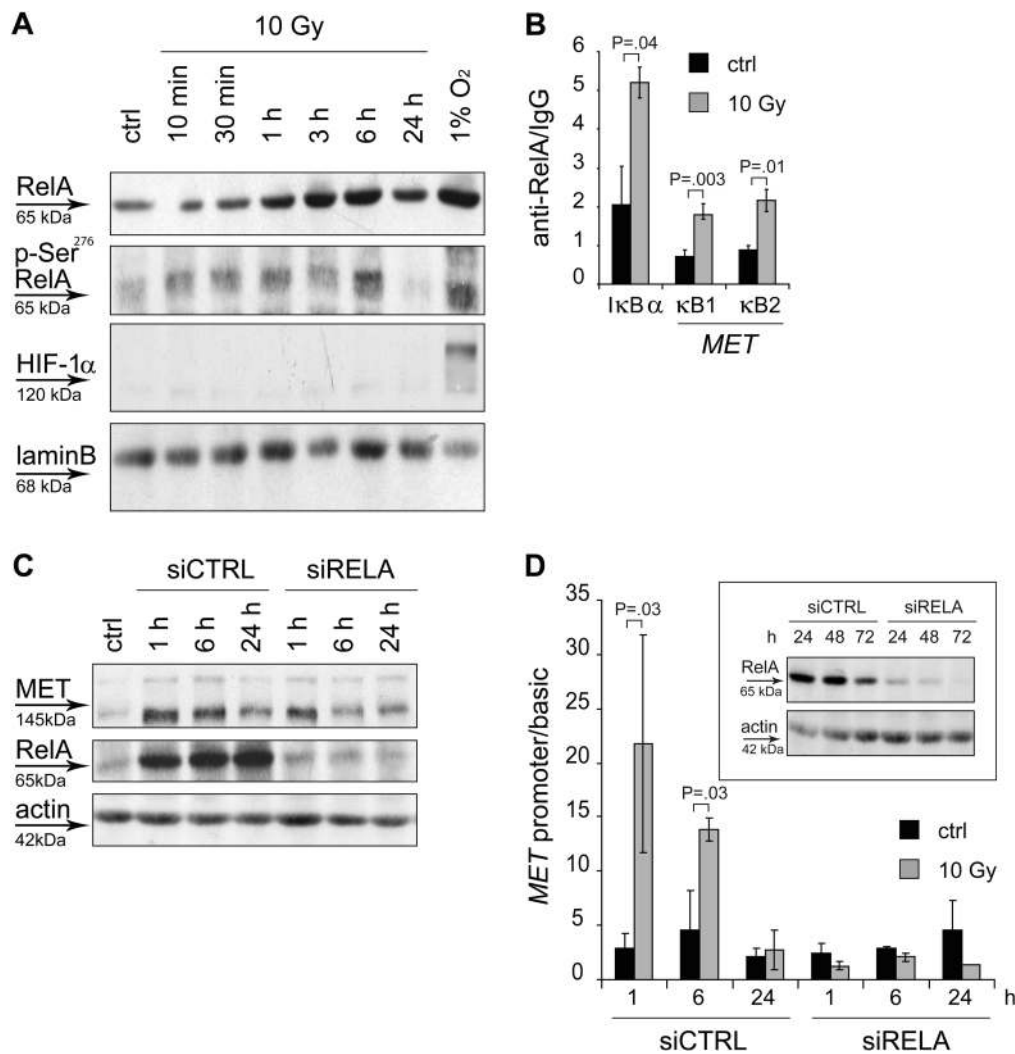 A
10 Gy
ctrl
10 min
30 min
1 h
3 h
6 h
24 h
1% O₂
RelA
65 kDa
p-Ser²⁷⁶
RelA
65 kDa
HIF-1α
120 kDa
laminB
68 kDa
B
anti-RelA/IgG
6
5
4
3
2
1
0
P=.04
P=.003
P=.01
ctrl
10 Gy
IκB α
κB1
κB2
MET
C
siCTRL
siRELA
ctrl
1 h
6 h
24 h
1 h
6 h
24 h
MET
145kDa
RelA
65kDa
actin
42kDa
D
MET promoter/basic
35
30
25
20
15
10
5
0
P=.03
P=.03
siCTRL
siRELA
h 24 48 72 24 48 72
RelA
65 kDa
actin
42 kDa
ctrl
10 Gy
1 6 24 1 6 24 h
siCTRL
siRELA